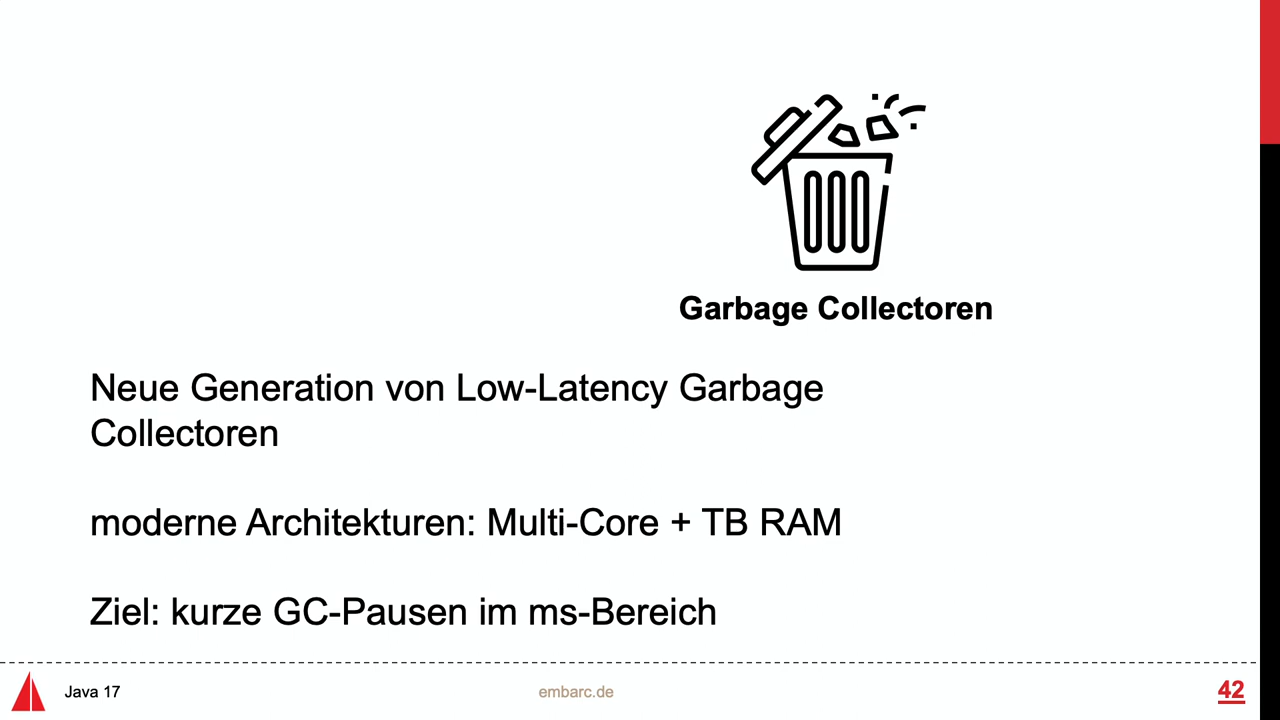 Garbage Collectoren
Neue Generation von Low-Latency Garbage
Collectoren
moderne Architekturen: Multi-Core + TB RAM
Ziel: kurze GC-Pausen im ms-Bereich
Java 17
embarc.de
42